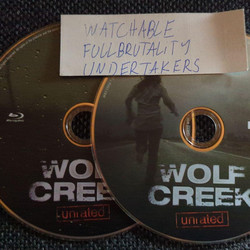 WATCHABLE
FULLBRUTALITY
UNDERTAKERS
WOLF
CREEK
unrated
WOLF
CREEK
unrated